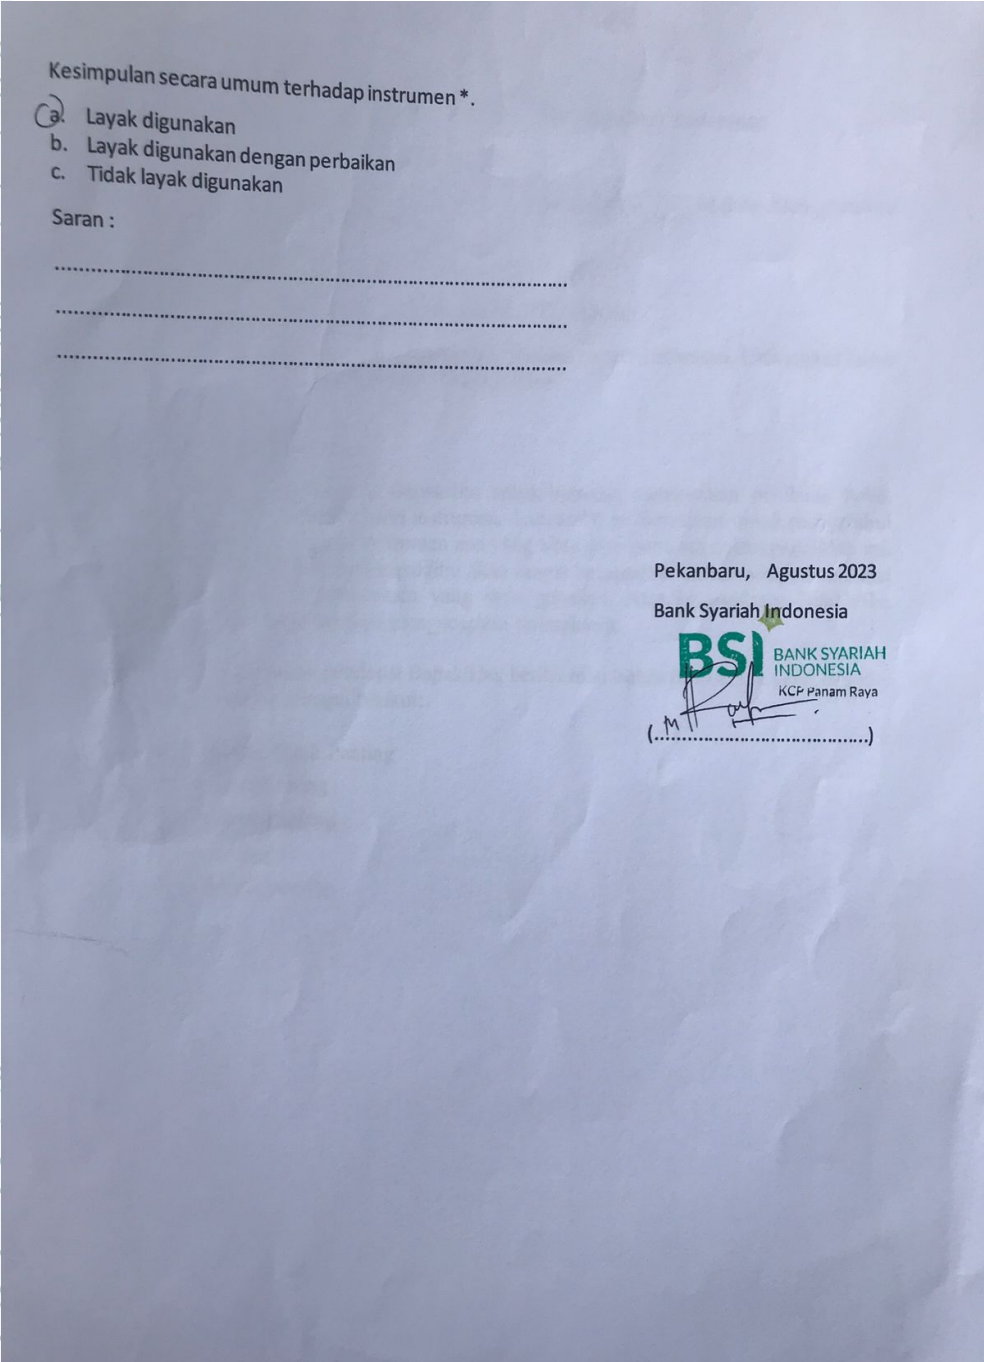 Kesimpulan secara umum terhadap instrumen *.
a. Layak digunakan
b. Layak digunakan dengan perbaikan
c. Tidak layak digunakan
Saran :
Pekanbaru, Agustus 2023
Bank Syariah Indonesia
BSI BANK SYARIAH
INDONESIA
KCP Panam Raya
(........................................)